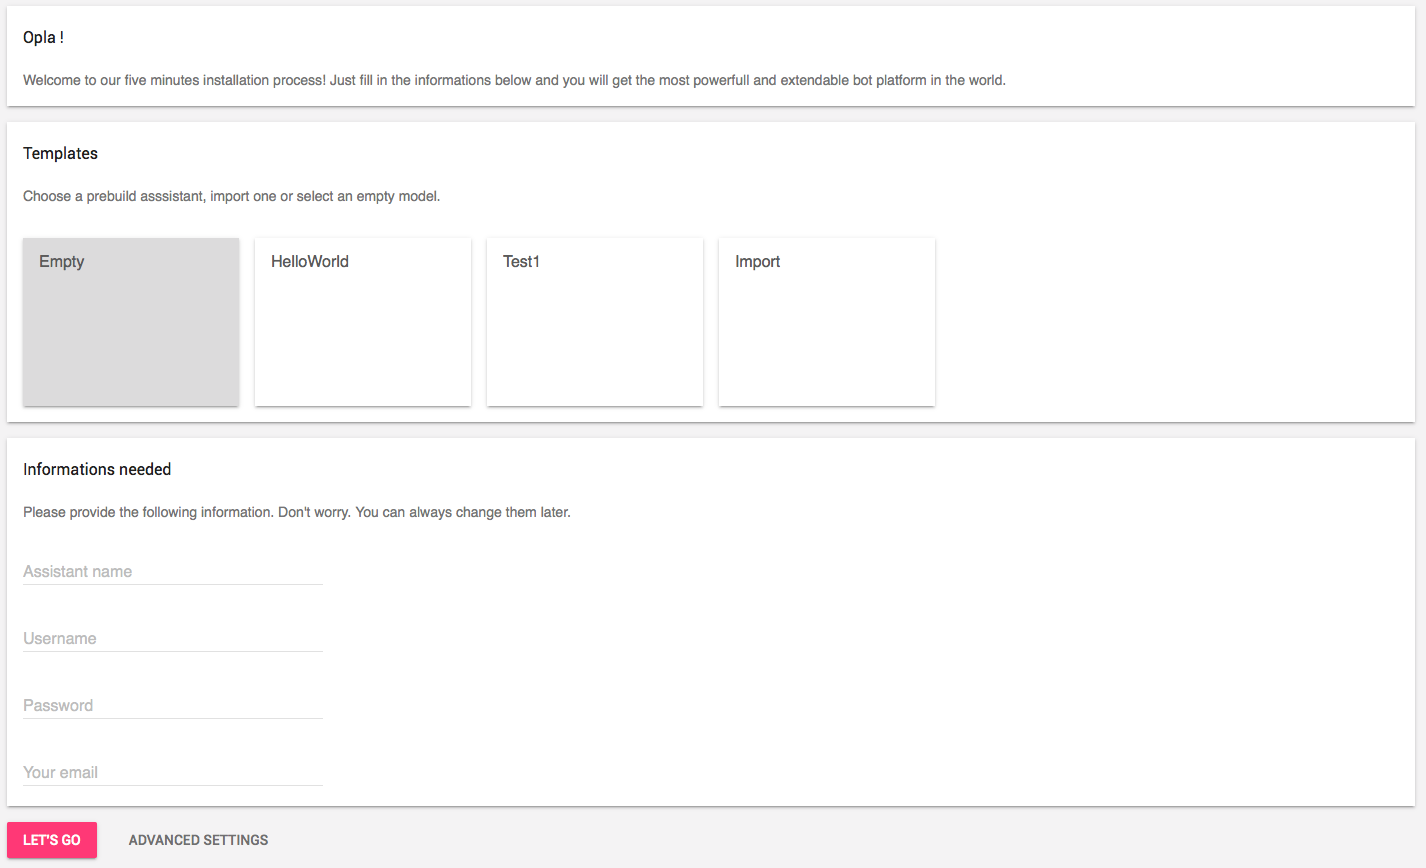 Opla !
Welcome to our five minutes installation process! Just fill in the informations below and you will get the most powerfull and extendable bot platform in the world.
Templates
Choose a prebuild asssistant, import one or select an empty model.
Empty
HelloWorld
Test1
Import
Informations needed
Please provide the following information. Don't worry. You can always change them later.
Assistant name
Username
Password
Your email
LET'S GO
ADVANCED SETTINGS